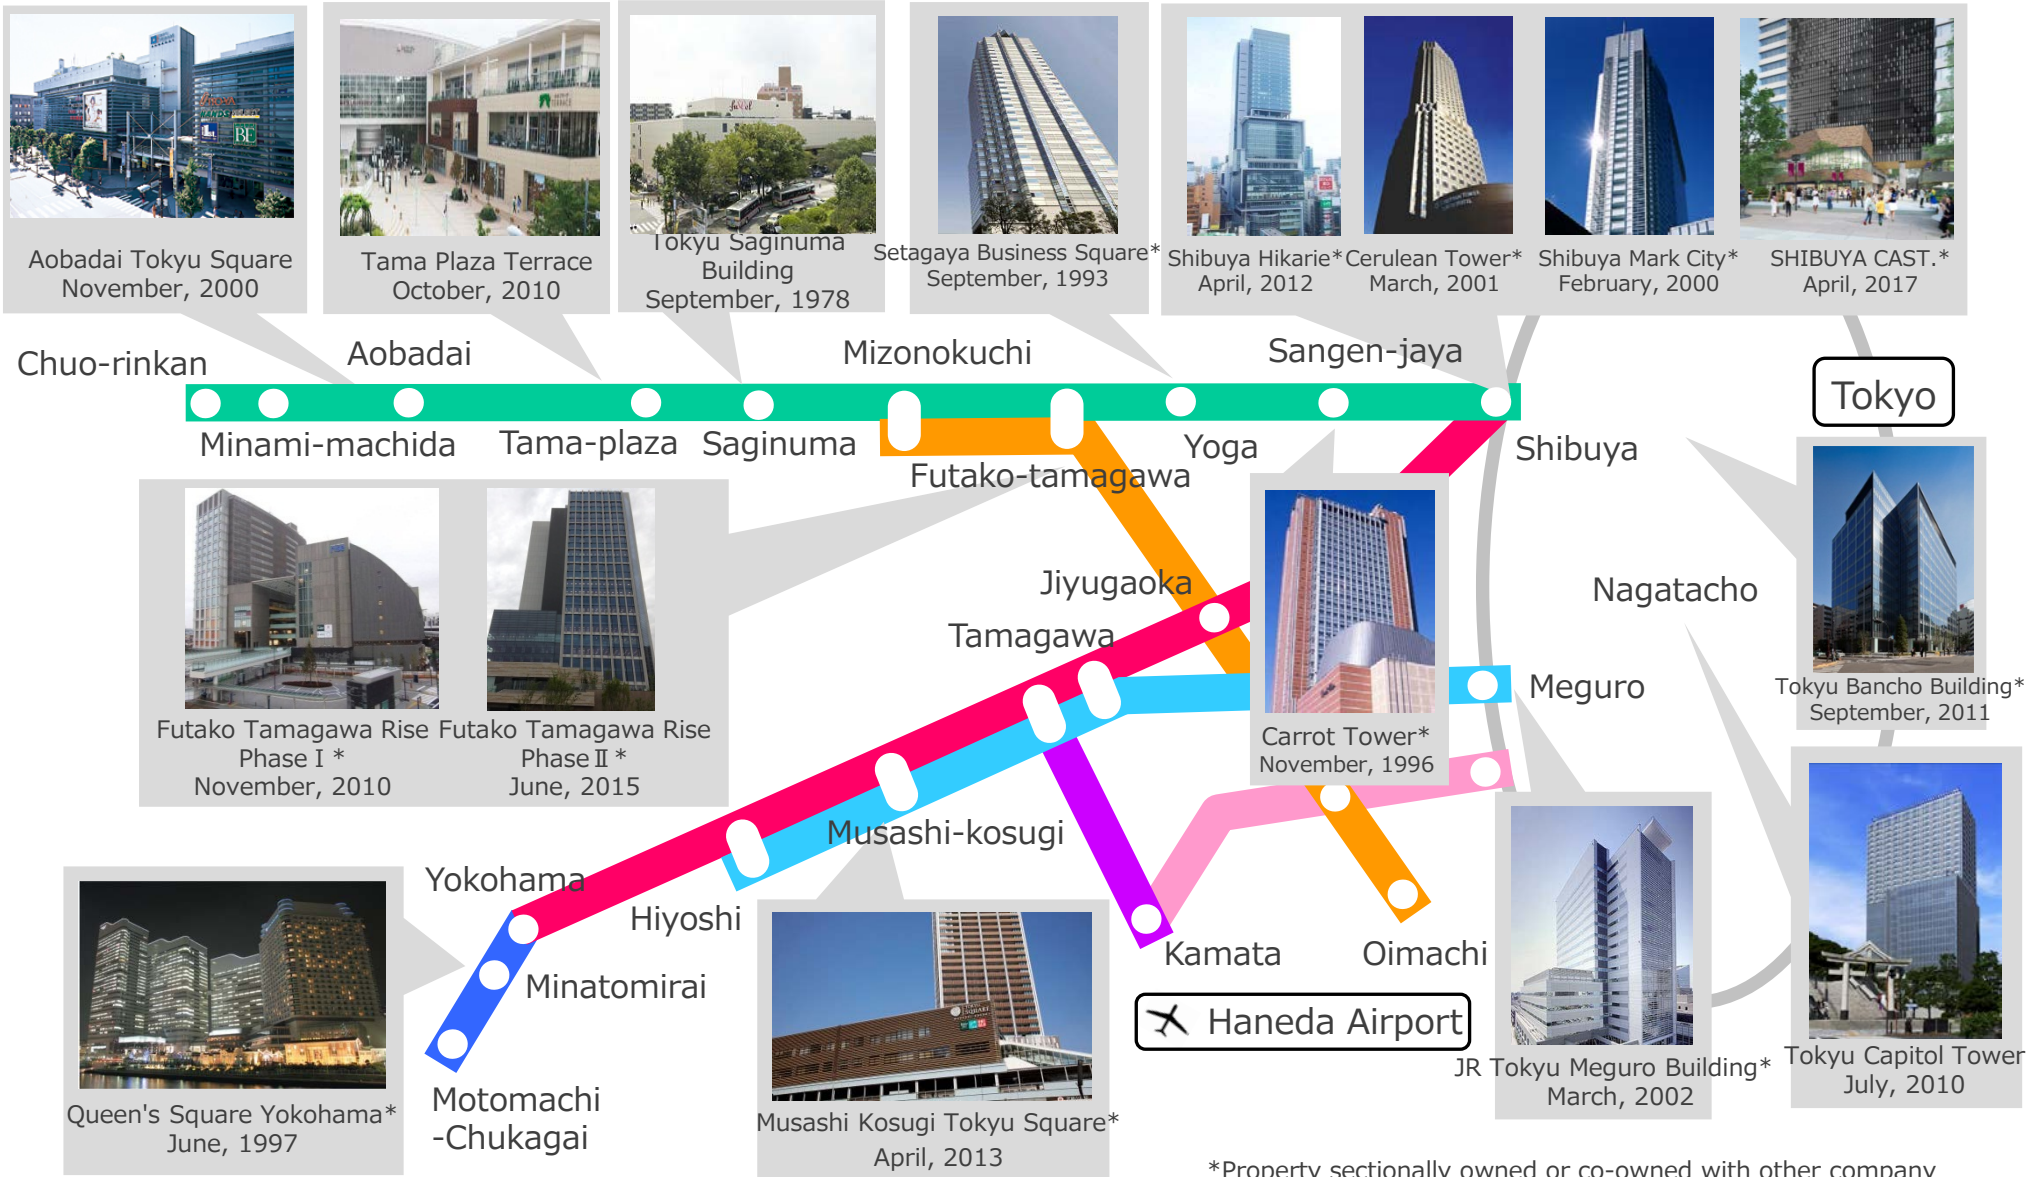 Aobadai Tokyu Square
November, 2000
Tama Plaza Terrace
October, 2010
Tokyu Saginuma
Building
September, 1978
Setagaya Business Square*
September, 1993
Shibuya Hikarie*
April, 2012
Cerulean Tower*
March, 2001
Shibuya Mark City*
February, 2000
SHIBUYA CAST.*
April, 2017
Chuo-rinkan
Aobadai
Mizonokuchi
Sangen-jaya
Tokyo
Minami-machida
Tama-plaza
Saginuma
Futako-tamagawa
Yoga
Shibuya
Futako Tamagawa Rise
Phase I *
November, 2010
Futako Tamagawa Rise
Phase Ⅱ *
June, 2015
Jiyugaoka
Tamagawa
Nagatacho
Meguro
Carrot Tower*
November, 1996
Tokyu Bancho Building*
September, 2011
Musashi-kosugi
Yokohama
Hiyoshi
Minatomirai
Kamata
Oimachi
Haneda Airport
Motomachi
-Chukagai
Queen's Square Yokohama*
June, 1997
SQUARE
BE
Musashi Kosugi Tokyu Square*
April, 2013
JR Tokyu Meguro Building*
March, 2002
Tokyu Capitol Tower
July, 2010
*Property sectionally owned or co-owned with other company